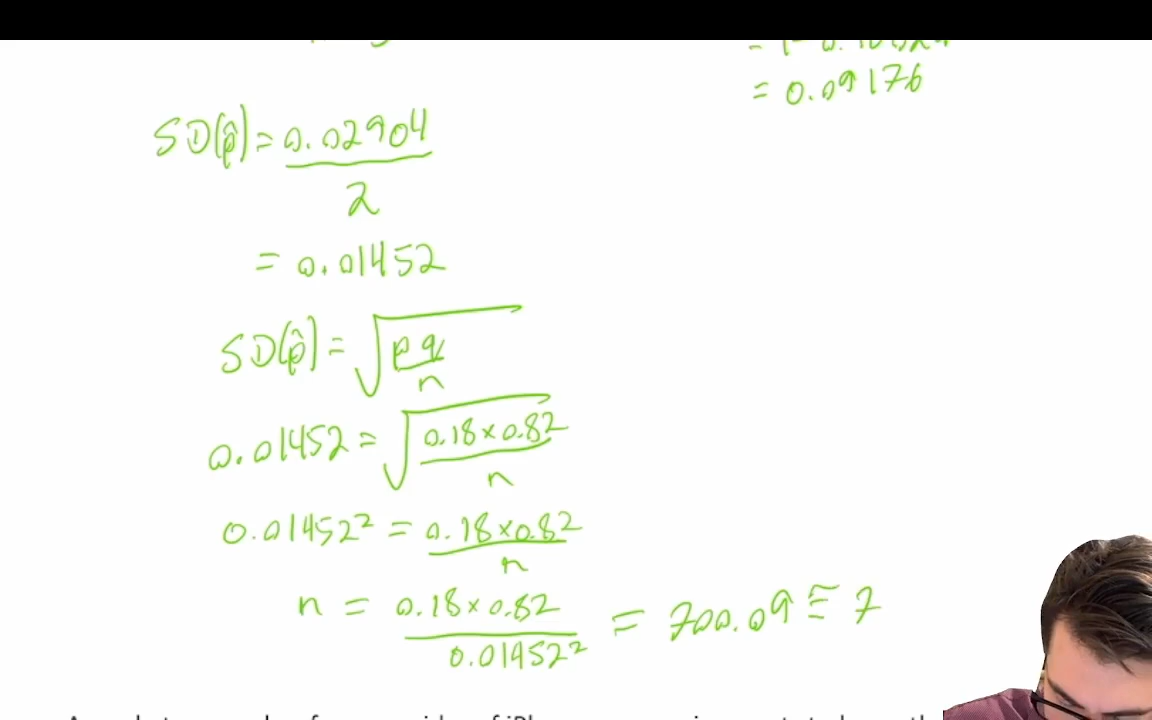 = 0.09176
SD(p̂) = 0.02904
2
= 0.01452
SD(p̂) = √ p q
n
0.01452 = √ 0.18 × 0.82
n
0.01452² = 0.18 × 0.82
n
n = 0.18 × 0.82 = 700.09 ≅ 7
0.01452²